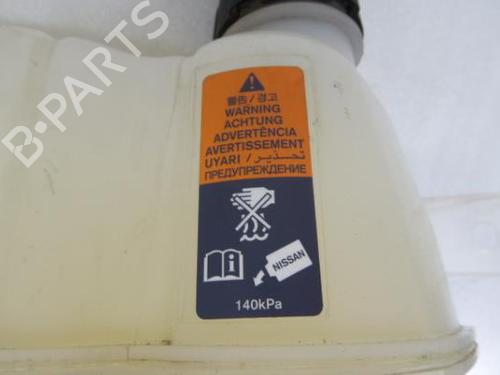 B-PARTS
警告 / 경고
WARNING
ACHTUNG
ADVERTÊNCIA
AVERTISSEMENT
UYARI / تحذير
ПРЕДУПРЕЖДЕНИЕ
NISSAN
140kPa